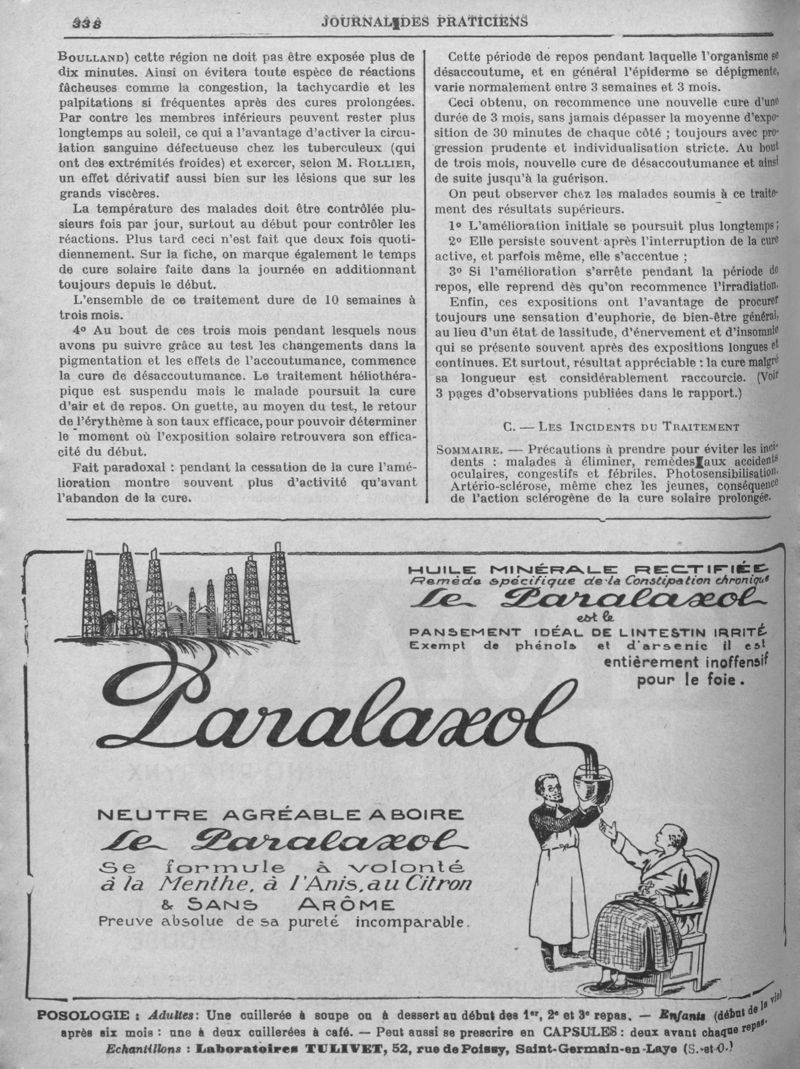 338
JOURNAL DES PRATICIENS
BOULLAND) cette région ne doit pas être exposée plus de
dix minutes. Ainsi on évitera toute espèce de réactions
fâcheuses comme la congestion, la tachycardie et les
palpitations si fréquentes après des cures prolongées.
Par contre les membres inférieurs peuvent rester plus
longtemps au soleil, ce qui a l'avantage d'activer la circu-
lation sanguine défectueuse chez les tuberculeux (qui
ont des extrémités froides) et exercer, selon M. ROLLIER,
un effet dérivatif aussi bien sur les lésions que sur les
grands viscères.
La température des malades doit être contrôlée plu-
sieurs fois par jour, surtout au début pour contrôler les
réactions. Plus tard ceci n'est fait que deux fois quoti-
diennement. Sur la fiche, on marque également le temps
de cure solaire faite dans la journée en additionnant
toujours depuis le début.
L'ensemble de ce traitement dure de 10 semaines à
trois mois.
4º Au bout de ces trois mois pendant lesquels nous
avons pu suivre grâce au test les changements dans la
pigmentation et les effets de l'accoutumance, commence
la cure de désaccoutumance. Le traitement héliothéra-
pique est suspendu mais le malade poursuit la cure
d'air et de repos. On guette, au moyen du test, le retour
de l'érythème à son taux efficace, pour pouvoir déterminer
le moment où l'exposition solaire retrouvera son effica-
cité du début.
Fait paradoxal : pendant la cessation de la cure l'amé-
lioration montre souvent plus d'activité qu'avant
l'abandon de la cure.
Cette période de repos pendant laquelle l'organisme se
désaccoutume, et en général l'épiderme se dépigmente,
varie normalement entre 3 semaines et 3 mois.
Ceci obtenu, on recommence une nouvelle cure d'une
durée de 3 mois, sans jamais dépasser la moyenne d'expo-
sition de 30 minutes de chaque côté ; toujours avec pro-
gression prudente et individualisation stricte. Au bout
de trois mois, nouvelle cure de désaccoutumance et ainsi
de suite jusqu'à la guérison.
On peut observer chez les malades soumis à ce traite-
ment des résultats supérieurs.
1º L'amélioration initiale se poursuit plus longtemps ;
2º Elle persiste souvent après l'interruption de la cure
active, et parfois même, elle s'accentue ;
3º Si l'amélioration s'arrête pendant la période de
repos, elle reprend dès qu'on recommence l'irradiation.
Enfin, ces expositions ont l'avantage de procurer
toujours une sensation d'euphorie, de bien-être général,
au lieu d'un état de lassitude, d'énervement et d'insomnie
qui se présente souvent après des expositions longues et
continues. Et surtout, résultat appréciable : la cure malgré
sa longueur est considérablement raccourcie. (Voir
3 pages d'observations publiées dans le rapport.)
C. — LES INCIDENTS DU TRAITEMENT
SOMMAIRE. — Précautions à prendre pour éviter les inci-
dents : malades à éliminer, remèdes aux accidents
oculaires, congestifs et fébriles. Photosensibilisation.
Artério-sclérose, même chez les jeunes, conséquence
de l'action sclérogène de la cure solaire prolongée.
HUILE MINÉRALE RECTIFIÉE
Remède spécifique de la Constipation chronique
Le Paralaxol
est le
PANSEMENT IDÉAL DE L'INTESTIN IRRITÉ
Exempt de phénols et d'arsenic il est
entièrement inoffensif
pour le foie.
Paralaxol
NEUTRE AGRÉABLE A BOIRE
Le Paralaxol
Se formule à volonté
à la Menthe, à l'Anis, au Citron
& SANS ARÔME
Preuve absolue de sa pureté incomparable.
POSOLOGIE : Adultes : Une cuillerée à soupe ou à dessert au début des 1er, 2e et 3e repas. — Enfants (début de la vie)
après six mois : une à deux cuillerées à café. — Peut aussi se prescrire en CAPSULES : deux avant chaque repas.
Echantillons : Laboratoires TULIVET, 52, rue de Poissy, Saint-Germain-en-Laye (S.-et-O.)